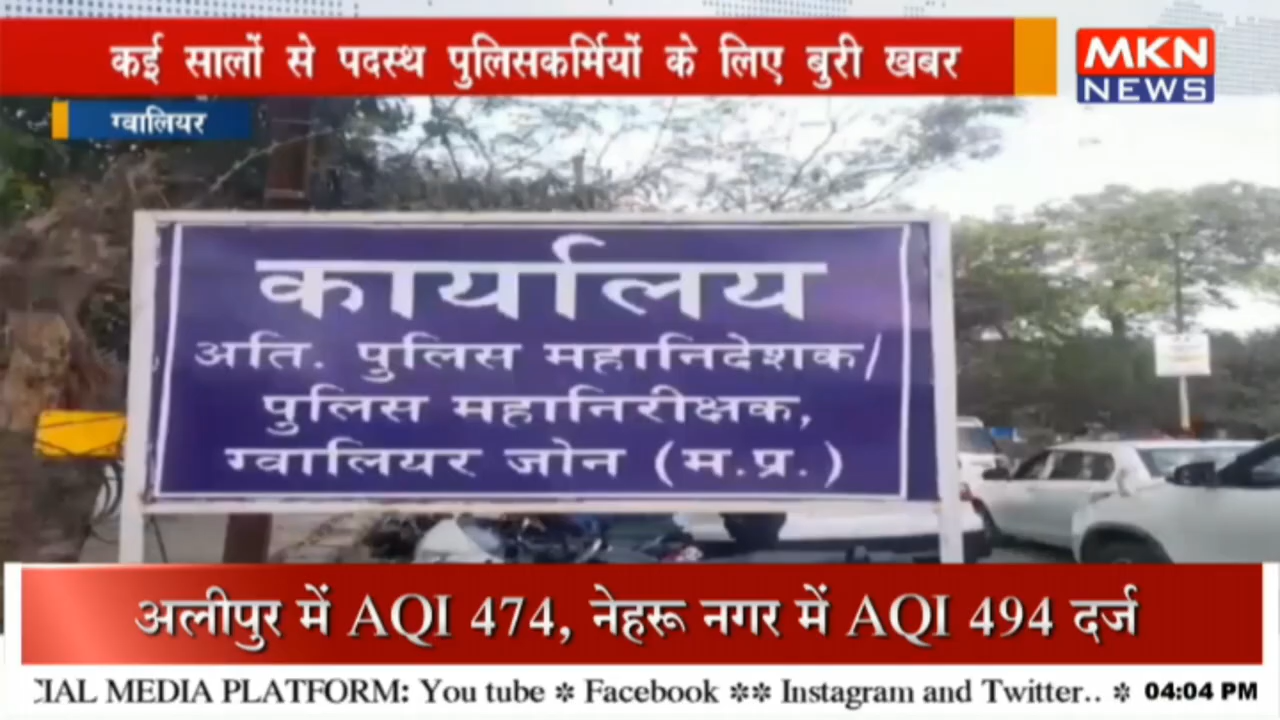 कई सालों से पदस्थ पुलिसकर्मियों के लिए बुरी खबर
MKN
NEWS
ग्वालियर
कार्यालय
अति. पुलिस महानिदेशक/
पुलिस महानिरीक्षक,
ग्वालियर जोन (म.प्र.)
अलीपुर में AQI 474, नेहरू नगर में AQI 494 दर्ज
CIAL MEDIA PLATFORM: You tube * Facebook ** Instagram and Twitter.. * 04:04 PM